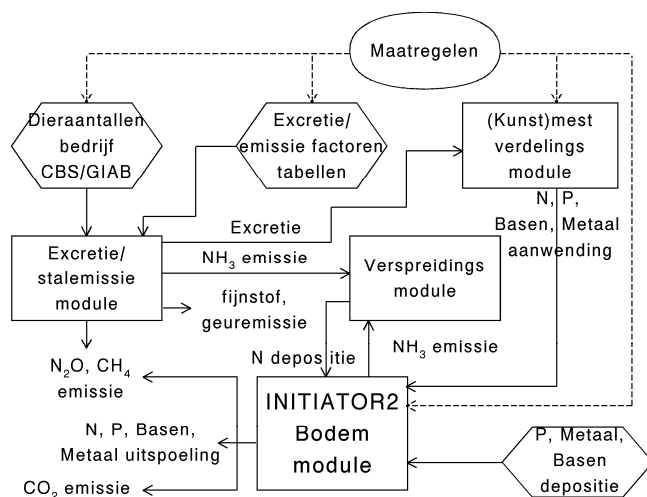 Maatregelen
Dieraantallen
bedrijf
CBS/GIAB
Excretie/
emissie factoren
tabellen
(Kunst)mest
verdelings
module
Excretie
N, P,
Basen, Metaal
aanwending
Excretie/
stalemissie
module
NH₃ emissie
Verspreidings
module
fijnstof,
geuremissie
N depositie
NH₃ emissie
N₂O, CH₄
emissie
INITIATOR2
Bodem
module
N, P, Basen,
Metaal uitspoeling
P, Metaal,
Basen
depositie
CO₂ emissie